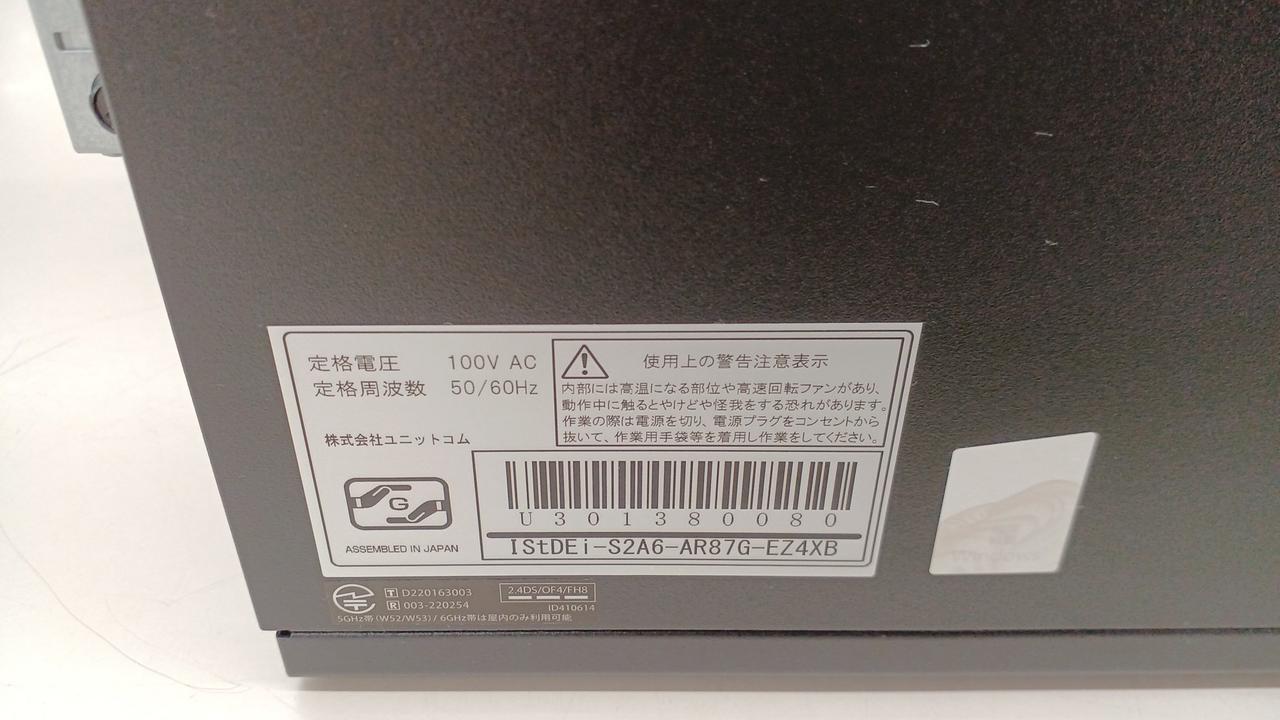 定格電圧 100V AC
定格周波数 50/60Hz
株式会社ユニットコム
使用上の警告注意表示
内部には高温になる部位や高速回転ファンがあり、
動作中に触るとやけどや怪我をする恐れがあります。
作業の際は電源を切り、電源プラグをコンセントから
抜いて、作業用手袋等を着用し作業をしてください。
G
ASSEMBLED IN JAPAN
U301380080
IStDEi-S2A6-AR87G-EZ4XB
T D220163003
R 003-220254
2.4DS/OF4/FH8
ID410614
5GHz帯(W52/W53)/6GHz帯は屋内のみ利用可能